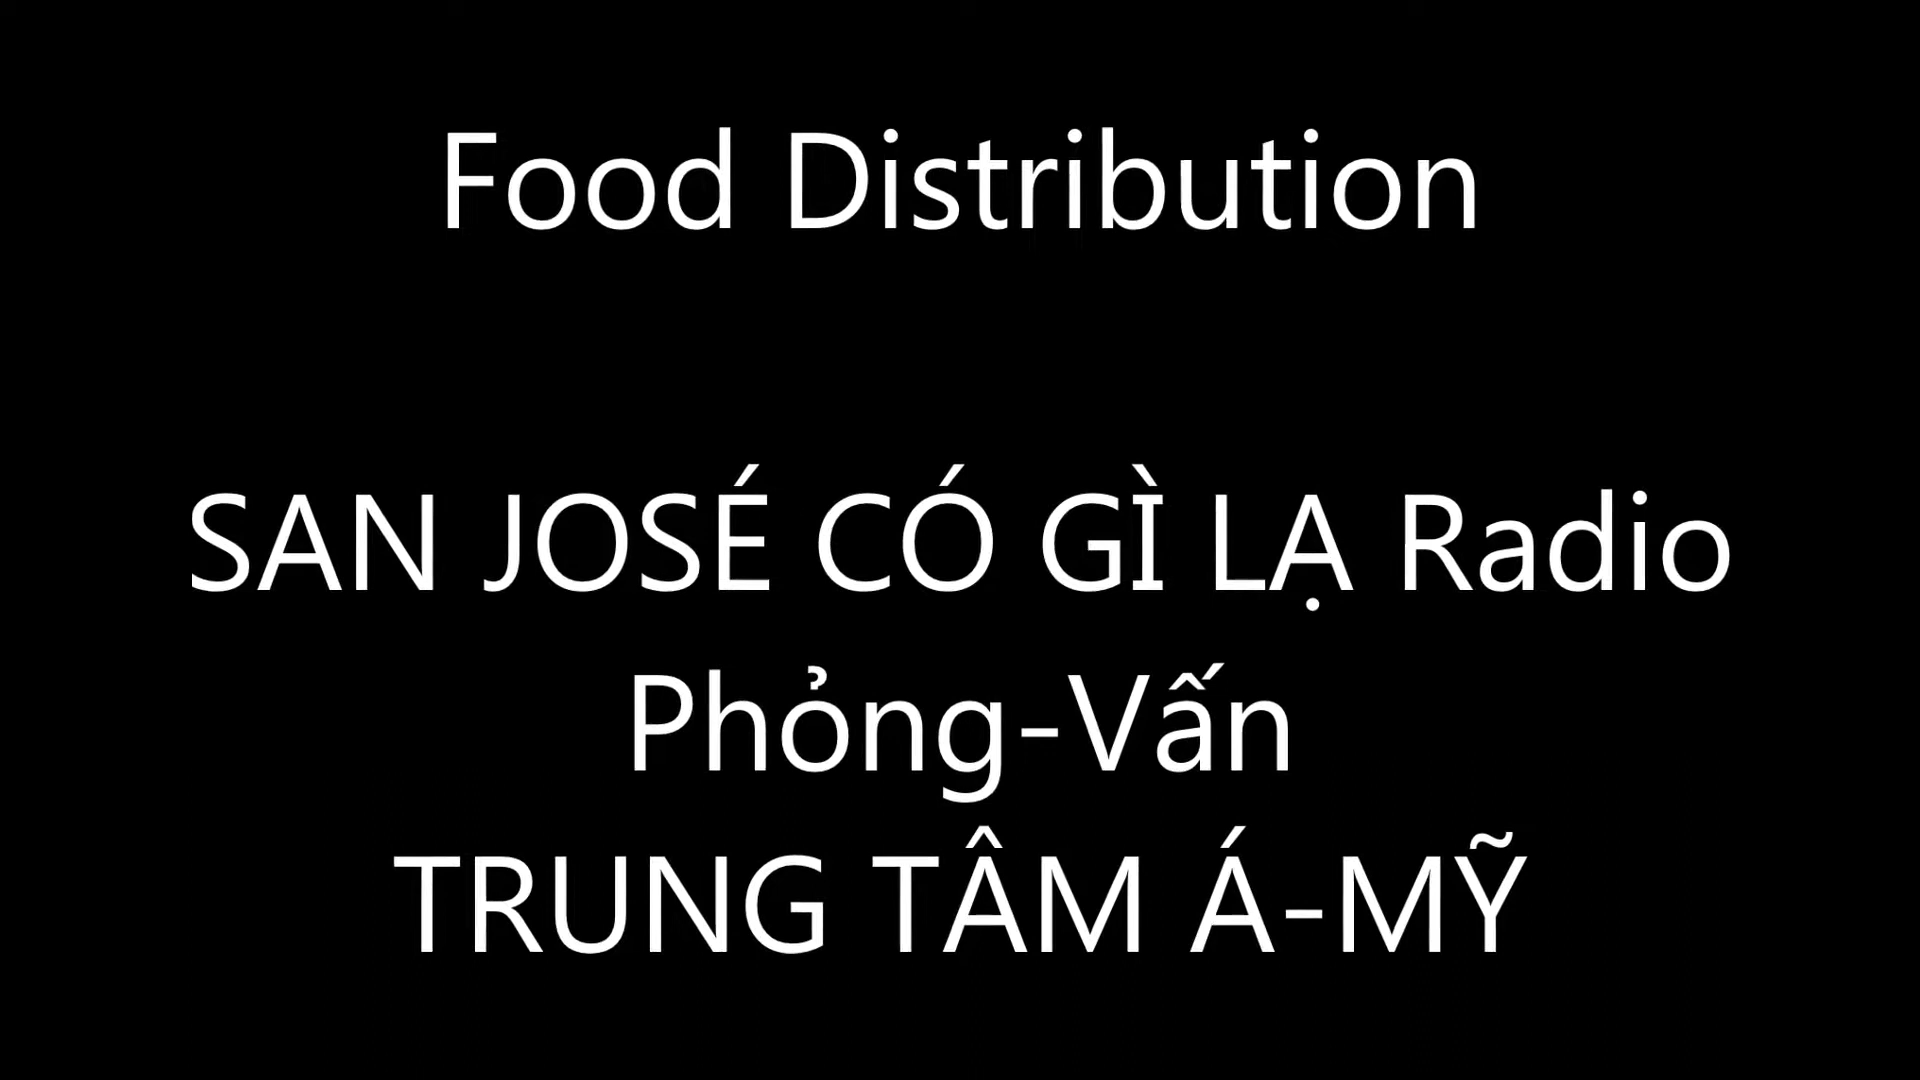 Food Distribution
SAN JOSÉ CÓ GÌ LẠ Radio
Phỏng-Vấn
TRUNG TÂM Á-MỸ